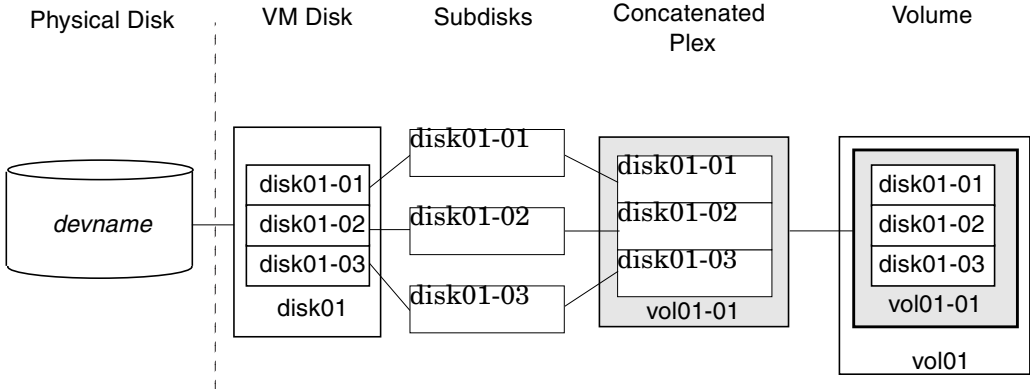 Physical Disk
VM Disk
Subdisks
Concatenated
Plex
Volume
devname
disk01-01
disk01-02
disk01-03
disk01
disk01-01
disk01-02
disk01-03
disk01-01
disk01-02
disk01-03
vol01-01
disk01-01
disk01-02
disk01-03
vol01-01
vol01